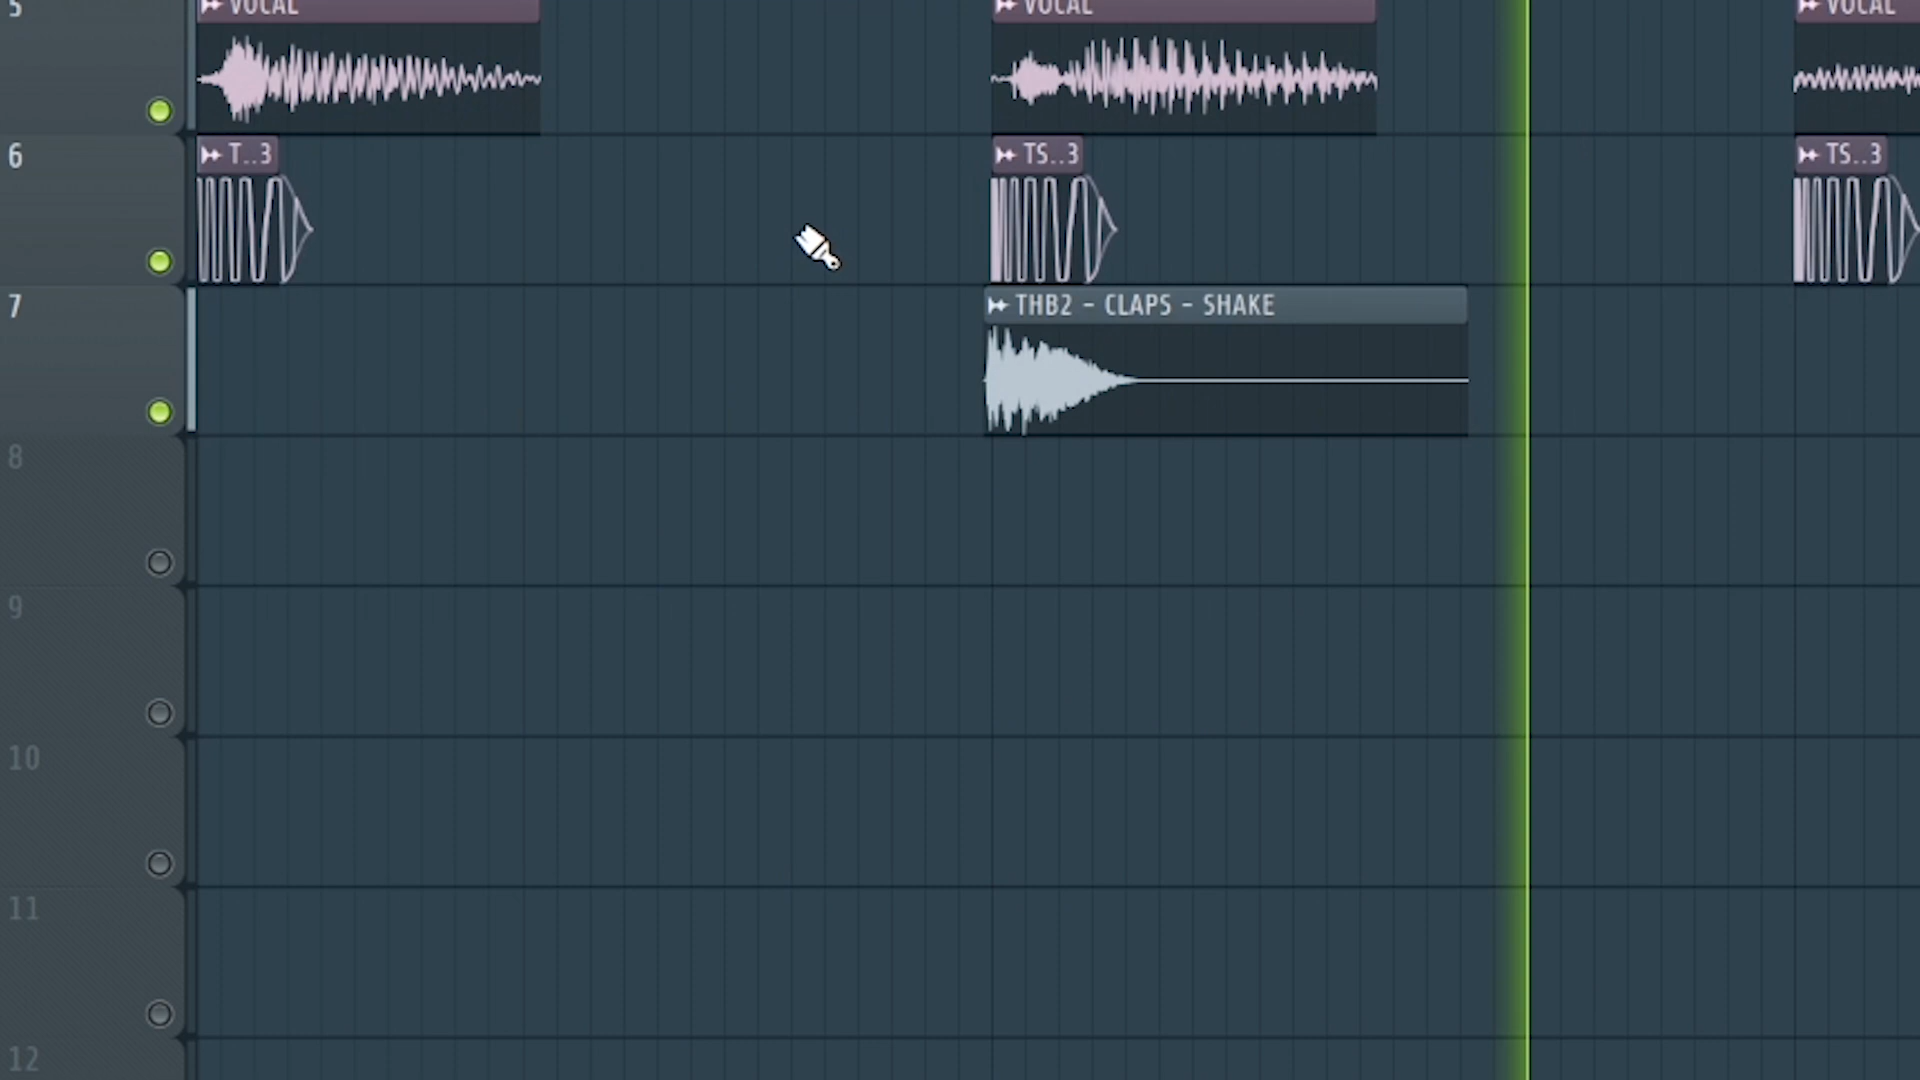 5 VOCAL VOCAL VOCAL
6 T..3 TS..3 TS..3
7 THB2 - CLAPS - SHAKE
8
9
10
11
12